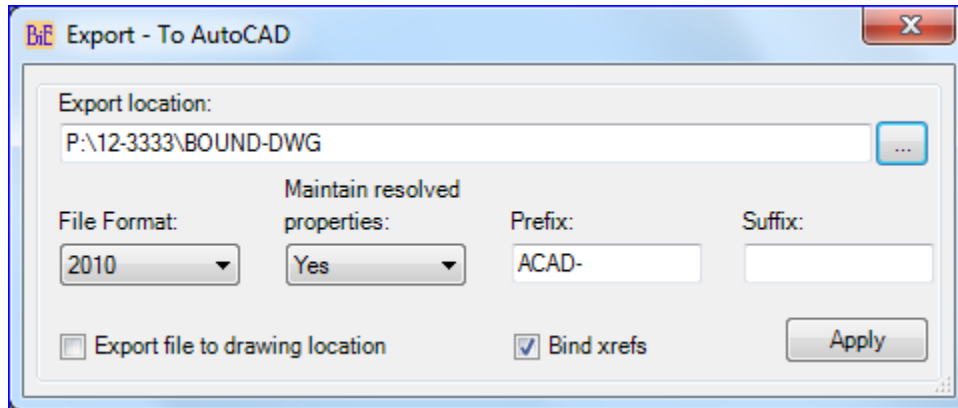 BiE Export - To AutoCAD
X
Export location:
P:\12-3333\BOUND-DWG
...
Maintain resolved
File Format: properties: Prefix: Suffix:
2010 Yes ACAD-
Export file to drawing location Bind xrefs Apply